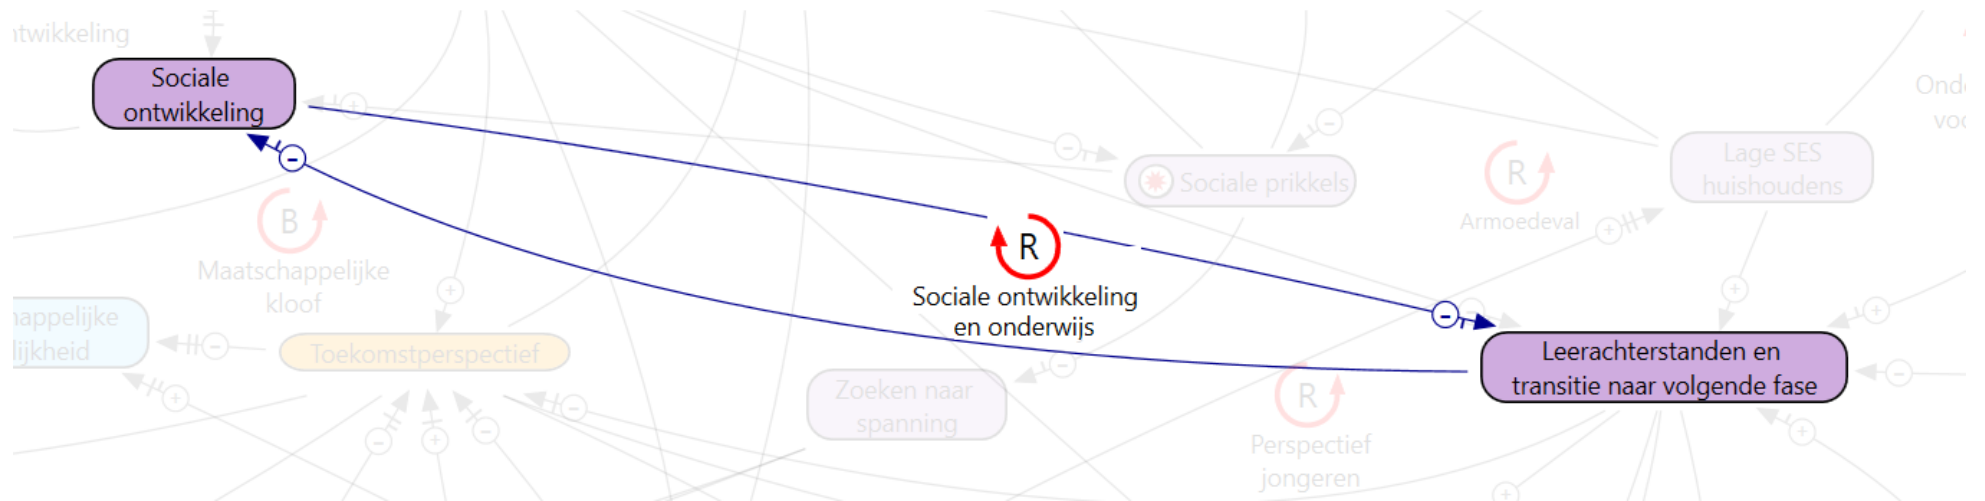 ntwikkeling
Sociale
ontwikkeling
B
Maatschappelijke
kloof
happelijke
lijkheid
Toekomstperspectief
Zoeken naar
spanning
R
Sociale ontwikkeling
en onderwijs
Sociale prikkels
R
Armoedeval
Lage SES
huishoudens
Onde
voo
Leerachterstanden en
transitie naar volgende fase
R
Perspectief
jongeren